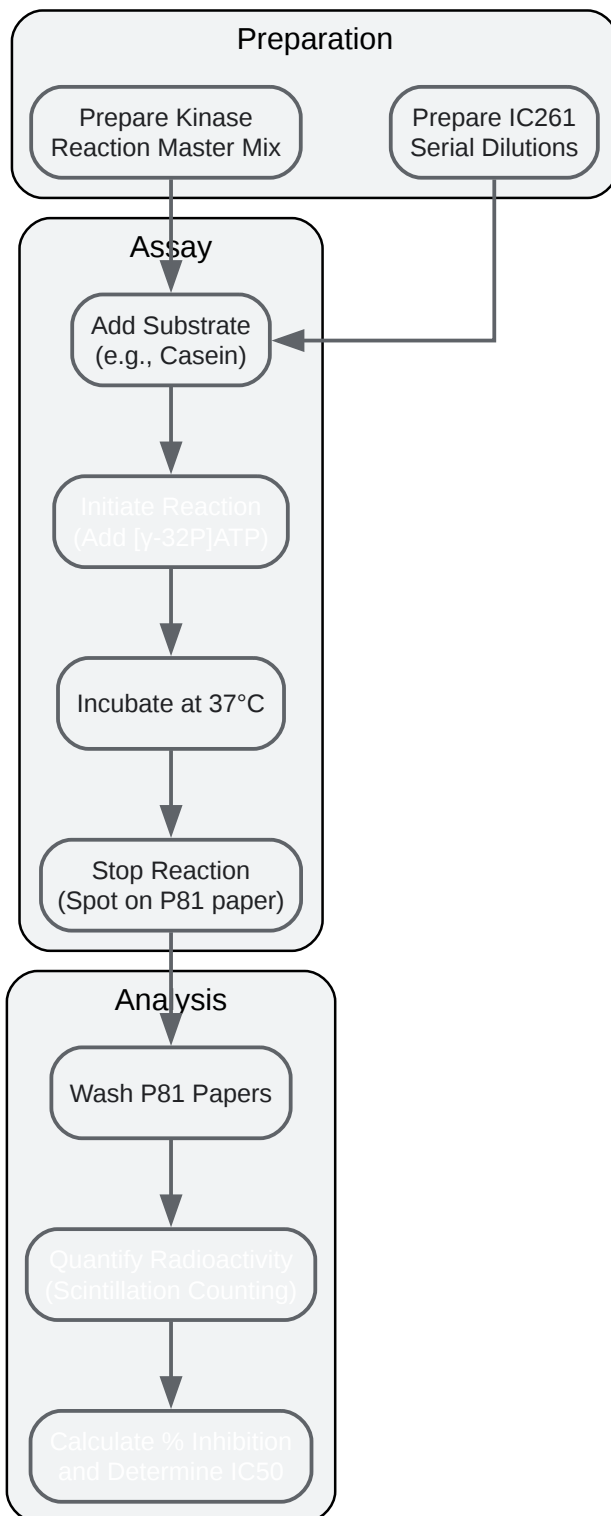 Preparation
Prepare Kinase
Reaction Master Mix
Prepare IC261
Serial Dilutions
Assay
Add Substrate
(e.g., Casein)
Initiate Reaction
(Add [γ-32P]ATP)
Incubate at 37°C
Stop Reaction
(Spot on P81 paper)
Analysis
Wash P81 Papers
Quantify Radioactivity
(Scintillation Counting)
Calculate % Inhibition
and Determine IC50